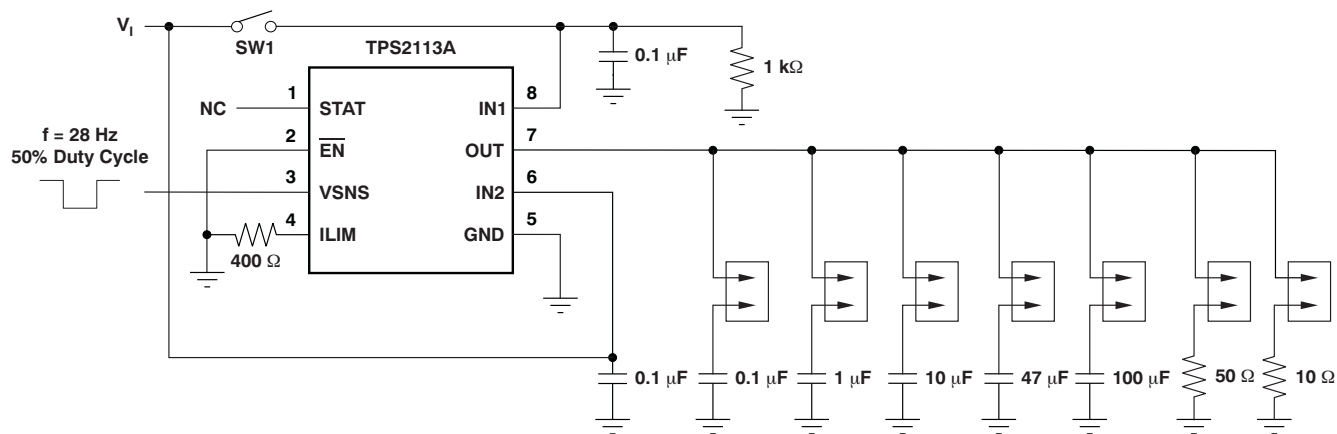 V_I
SW1
TPS2113A
0.1 μF
1 kΩ
NC
1
STAT
IN1
8
f = 28 Hz
50% Duty Cycle
2
E̅N̅
OUT
7
3
VSNS
IN2
6
4
ILIM
GND
5
400 Ω
0.1 μF
0.1 μF
1 μF
10 μF
47 μF
100 μF
50 Ω
10 Ω